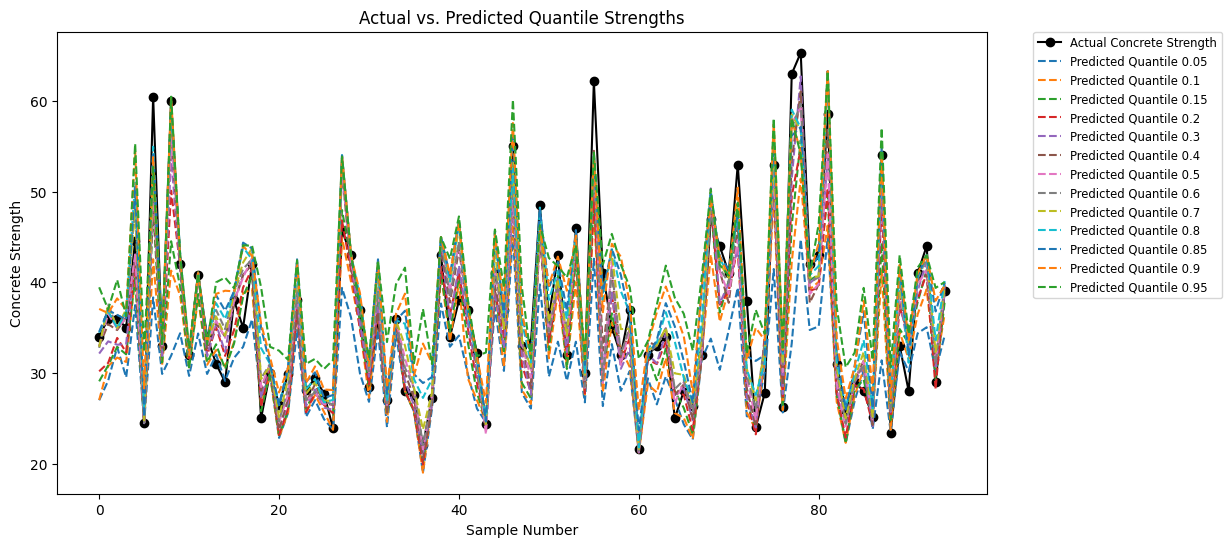 Actual vs. Predicted Quantile Strengths
Concrete Strength
60
50
40
30
20
0
20
40
60
80
Sample Number
Actual Concrete Strength
Predicted Quantile 0.05
Predicted Quantile 0.1
Predicted Quantile 0.15
Predicted Quantile 0.2
Predicted Quantile 0.3
Predicted Quantile 0.4
Predicted Quantile 0.5
Predicted Quantile 0.6
Predicted Quantile 0.7
Predicted Quantile 0.8
Predicted Quantile 0.85
Predicted Quantile 0.9
Predicted Quantile 0.95